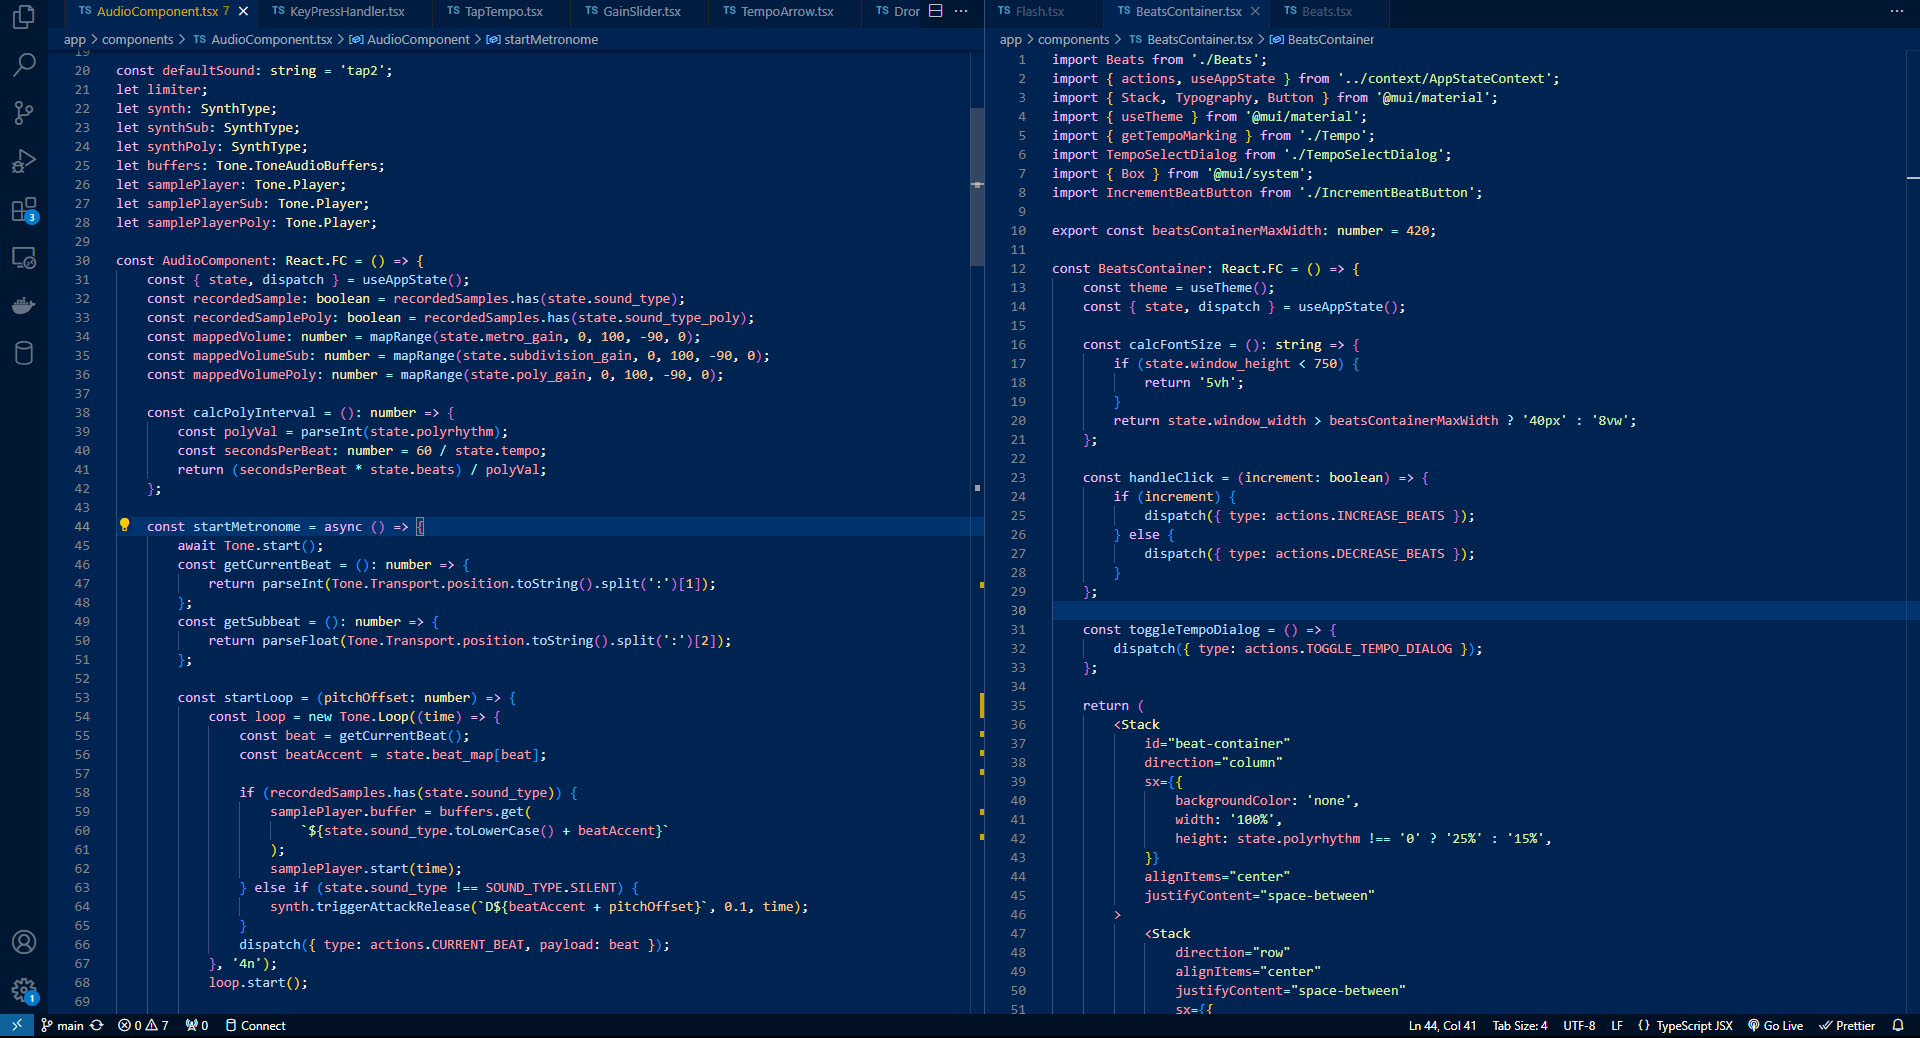 TS AudioComponent.tsx 7 × TS KeyPressHandler.tsx TS TapTempo.tsx TS GainSlider.tsx TS TempoArrow.tsx TS Dror
app > components > TS AudioComponent.tsx > AudioComponent > startMetronome
19
20 const defaultSound: string = 'tap2';
21 let limiter;
22 let synth: SynthType;
23 let synthSub: SynthType;
24 let synthPoly: SynthType;
25 let buffers: Tone.ToneAudioBuffers;
26 let samplePlayer: Tone.Player;
27 let samplePlayerSub: Tone.Player;
28 let samplePlayerPoly: Tone.Player;
29
30 const AudioComponent: React.FC = () => {
31 const { state, dispatch } = useAppState();
32 const recordedSample: boolean = recordedSamples.has(state.sound_type);
33 const recordedSamplePoly: boolean = recordedSamples.has(state.sound_type_poly);
34 const mappedVolume: number = mapRange(state.metro_gain, 0, 100, -90, 0);
35 const mappedVolumeSub: number = mapRange(state.subdivision_gain, 0, 100, -90, 0);
36 const mappedVolumePoly: number = mapRange(state.poly_gain, 0, 100, -90, 0);
37
38 const calcPolyInterval = (): number => {
39 const polyVal = parseInt(state.polyrhythm);
40 const secondsPerBeat: number = 60 / state.tempo;
41 return (secondsPerBeat * state.beats) / polyVal;
42 };
43
44 const startMetronome = async () => {
45 await Tone.start();
46 const getCurrentBeat = (): number => {
47 return parseInt(Tone.Transport.position.toString().split(':')[1]);
48 };
49 const getSubbeat = (): number => {
50 return parseFloat(Tone.Transport.position.toString().split(':')[2]);
51 };
52
53 const startLoop = (pitchOffset: number) => {
54 const loop = new Tone.Loop((time) => {
55 const beat = getCurrentBeat();
56 const beatAccent = state.beat_map[beat];
57
58 if (recordedSamples.has(state.sound_type)) {
59 samplePlayer.buffer = buffers.get(
60 `${state.sound_type.toLowerCase() + beatAccent}`
61 );
62 samplePlayer.start(time);
63 } else if (state.sound_type !== SOUND_TYPE.SILENT) {
64 synth.triggerAttackRelease(`D${beatAccent + pitchOffset}`, 0.1, time);
65 }
66 dispatch({ type: actions.CURRENT_BEAT, payload: beat });
67 }, '4n');
68 loop.start();
69
TS Flash.tsx TS BeatsContainer.tsx × TS Beats.tsx
app > components > TS BeatsContainer.tsx > BeatsContainer
1 import Beats from './Beats';
2 import { actions, useAppState } from '../context/AppStateContext';
3 import { Stack, Typography, Button } from '@mui/material';
4 import { useTheme } from '@mui/material';
5 import { getTempoMarking } from './Tempo';
6 import TempoSelectDialog from './TempoSelectDialog';
7 import { Box } from '@mui/system';
8 import IncrementBeatButton from './IncrementBeatButton';
9
10 export const beatsContainerMaxWidth: number = 420;
11
12 const BeatsContainer: React.FC = () => {
13 const theme = useTheme();
14 const { state, dispatch } = useAppState();
15
16 const calcFontSize = (): string => {
17 if (state.window_height < 750) {
18 return '5vh';
19 }
20 return state.window_width > beatsContainerMaxWidth ? '40px' : '8vw';
21 };
22
23 const handleClick = (increment: boolean) => {
24 if (increment) {
25 dispatch({ type: actions.INCREASE_BEATS });
26 } else {
27 dispatch({ type: actions.DECREASE_BEATS });
28 }
29 };
30
31 const toggleTempoDialog = () => {
32 dispatch({ type: actions.TOGGLE_TEMPO_DIALOG });
33 };
34
35 return (
36 <Stack
37 id="beat-container"
38 direction="column"
39 sx={{
40 backgroundColor: 'none',
41 width: '100%',
42 height: state.polyrhythm !== '0' ? '25%' : '15%',
43 }}
44 alignItems="center"
45 justifyContent="space-between"
46 >
47 <Stack
48 direction="row"
49 alignItems="center"
50 justifyContent="space-between"
51 sx={{
3
1
main 0 7 0 Connect Ln 44, Col 41 Tab Size: 4 UTF-8 LF {} TypeScript JSX Go Live Prettier